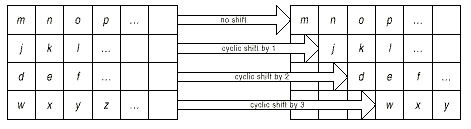 m n o p ... no shift m n o p ...
j k l ... cyclic shift by 1 j k l ...
d e f ... cyclic shift by 2 d e f ...
w x y z ... cyclic shift by 3 w x y